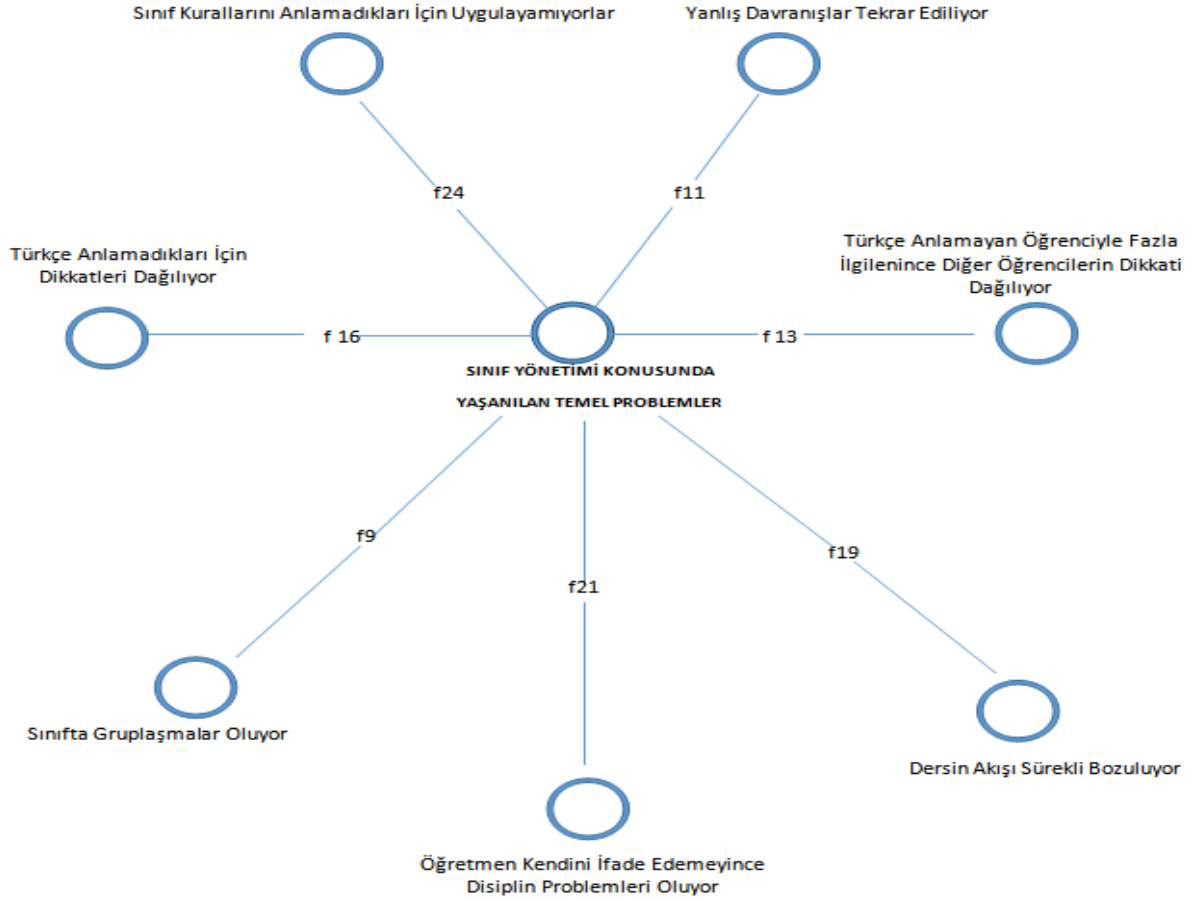 Sınıf Kurallarını Anlamadıkları İçin Uygulayamıyorlar
Yanlış Davranışlar Tekrar Ediliyor
f24
f11
Türkçe Anlamadıkları İçin
Dikkatleri Dağılıyor
Türkçe Anlamayan Öğrenciyle Fazla
İlgilenince Diğer Öğrencilerin Dikkati
Dağılıyor
f 16
f 13
SINIF YÖNETİMİ KONUSUNDA
YAŞANILAN TEMEL PROBLEMLER
f9
f21
f19
Sınıfta Gruplaşmalar Oluyor
Dersin Akışı Sürekli Bozuluyor
Öğretmen Kendini İfade Edemeyince
Disiplin Problemleri Oluyor